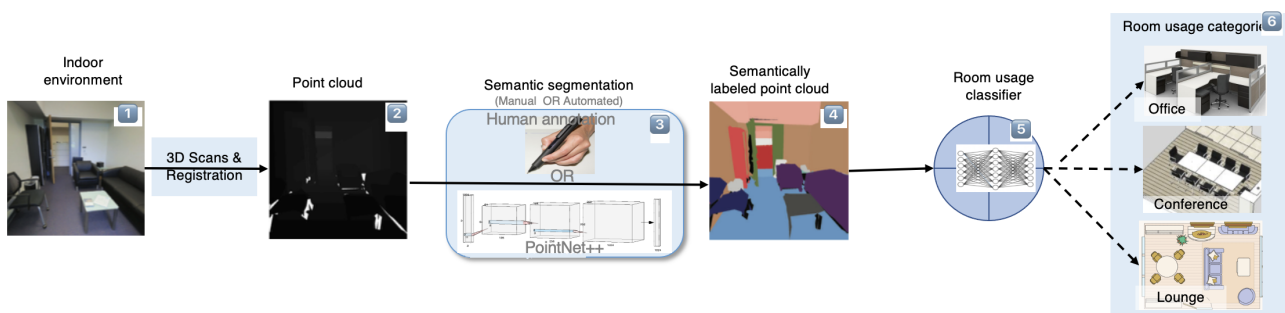 Indoor
environment
1
3D Scans &
Registration
Point cloud
2
Semantic segmentation
(Manual OR Automated)
Human annotation
3
OR
PointNet++
Semantically
labeled point cloud
4
Room usage
classifier
5
Room usage
6
Office
Conference
Lounge